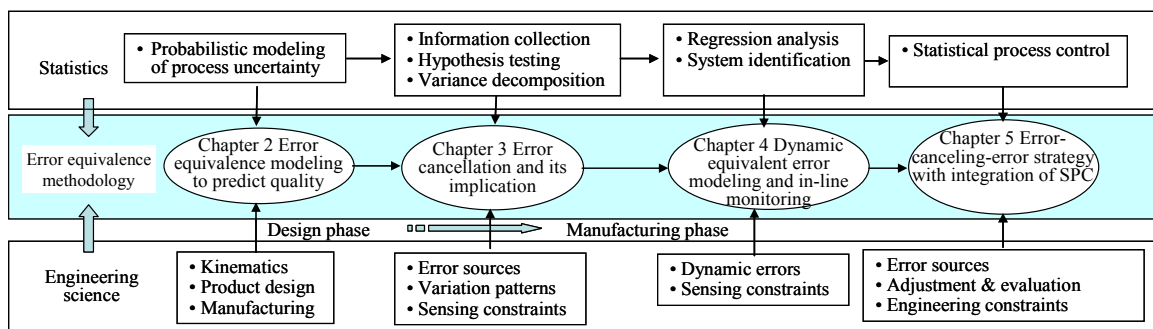 Statistics
• Probabilistic modeling
of process uncertainty
• Information collection
• Hypothesis testing
• Variance decomposition
• Regression analysis
• System identification
• Statistical process control
Error equivalence
methodology
Chapter 2 Error
equivalence modeling
to predict quality
Chapter 3 Error
cancellation and its
implication
Chapter 4 Dynamic
equivalent error
modeling and in-line
monitoring
Chapter 5 Error-
canceling-error strategy
with integration of SPC
Design phase
Manufacturing phase
Engineering
science
• Kinematics
• Product design
• Manufacturing
• Error sources
• Variation patterns
• Sensing constraints
• Dynamic errors
• Sensing constraints
• Error sources
• Adjustment & evaluation
• Engineering constraints